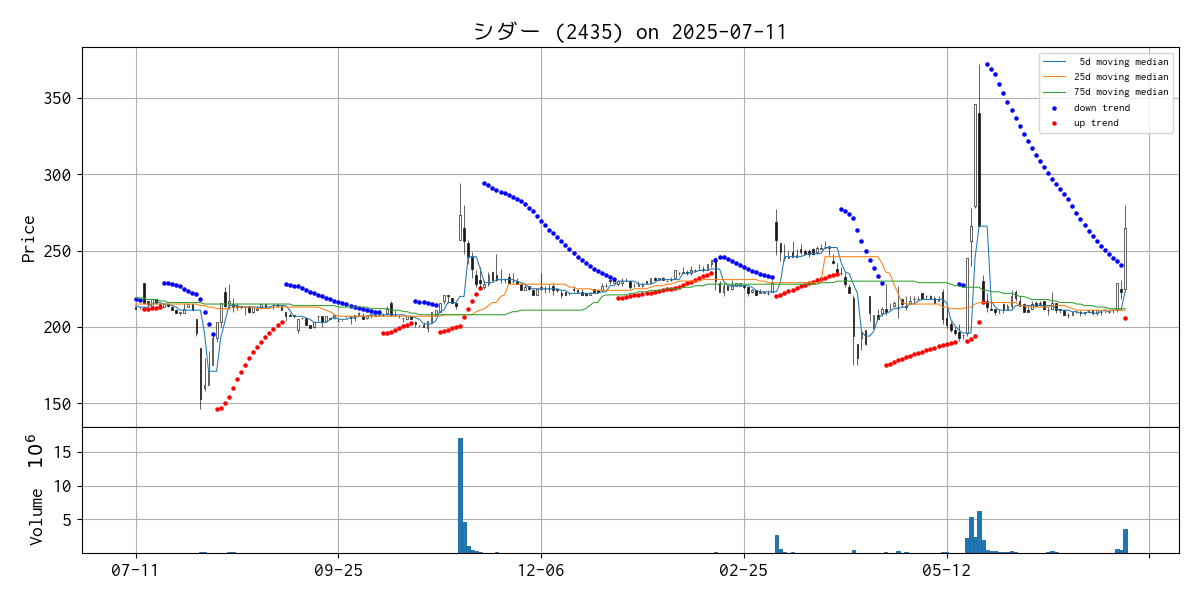 シダー (2435) on 2025-07-11
5d moving median
25d moving median
75d moving median
down trend
up trend
Price
350
300
250
200
150
Volume 10^6
15
10
5
07-11
09-25
12-06
02-25
05-12